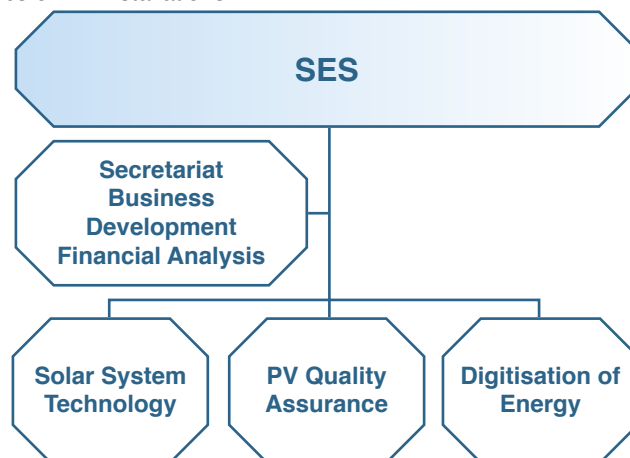 SES
Secretariat
Business
Development
Financial Analysis
Solar System
Technology
PV Quality
Assurance
Digitisation of
Energy